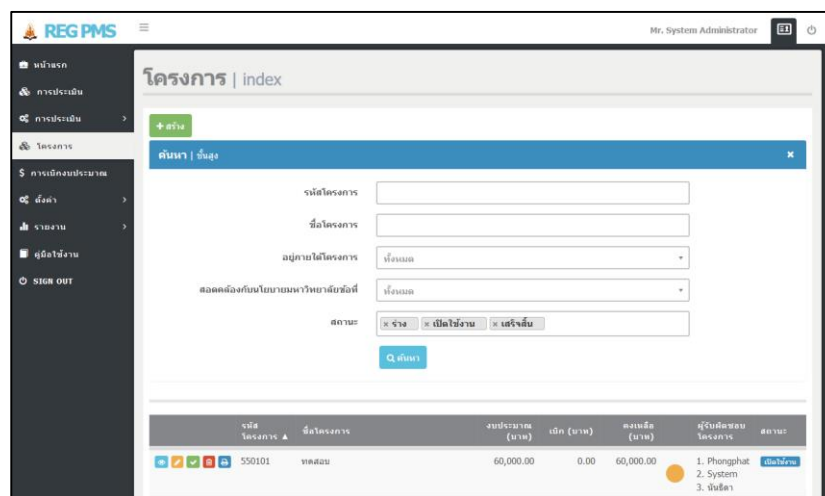 REG PMS
Mr. System Administrator
หน้าแรก
การประเมิน
การประเมิน
โครงการ
$ การเบิกงบประมาณ
ตั้งค่า
รายงาน
คู่มือใช้งาน
SIGN OUT
โครงการ | index
+ สร้าง
ค้นหา | ขั้นสูง ×
รหัสโครงการ
ชื่อโครงการ
อยู่ภายใต้โครงการ ทั้งหมด
สอดคล้องกับนโยบายมหาวิทยาลัยข้อที่ ทั้งหมด
สถานะ × ร่าง × เปิดใช้งาน × เสร็จสิ้น
ค้นหา
รหัส โครงการ ▲ ชื่อโครงการ งบประมาณ (บาท) เบิก (บาท) คงเหลือ (บาท) ผู้รับผิดชอบ โครงการ สถานะ
550101 ทดสอบ 60,000.00 0.00 60,000.00 1. Phongphat เปิดใช้งาน
2. System
3. นันธิดา